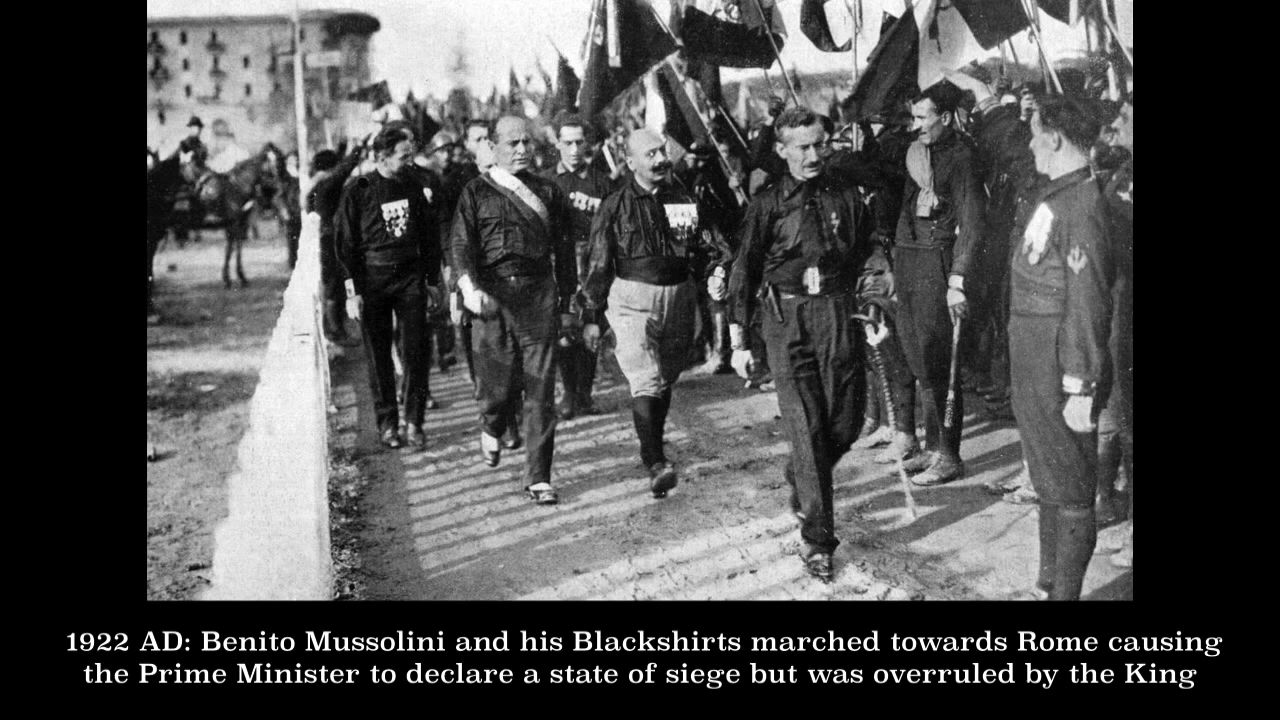 1922 AD: Benito Mussolini and his Blackshirts marched towards Rome causing
the Prime Minister to declare a state of siege but was overruled by the King